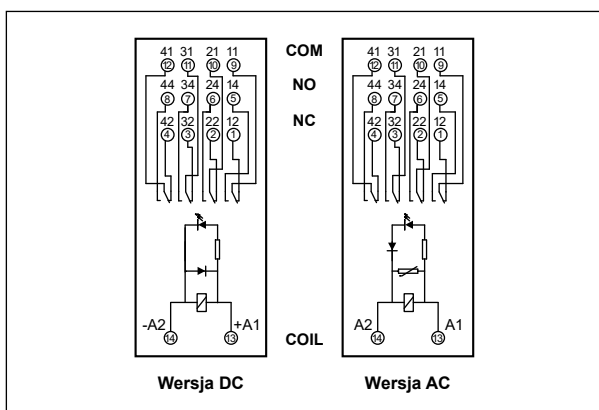 41 31 21 11 COM 41 31 21 11
12 11 10 9 12 11 10 9
44 34 24 14 NO 44 34 24 14
8 7 6 5 8 7 6 5
42 32 22 12 NC 42 32 22 12
4 3 2 1 4 3 2 1
-A2 +A1 A2 A1
14 13 COIL 14 13
Wersja DC Wersja AC